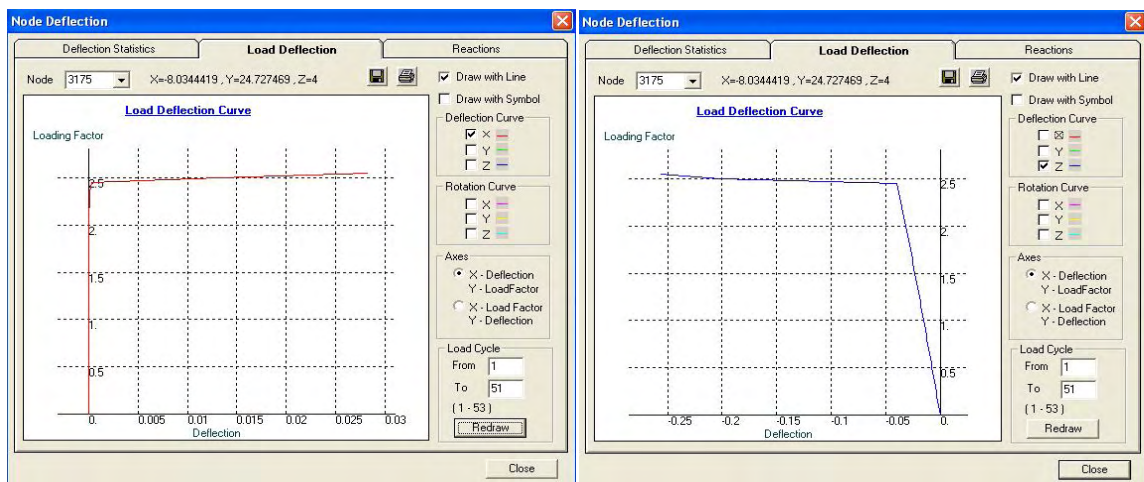 Node Deflection
Deflection Statistics
Load Deflection
Reactions
Node 3175 X=-8.0344419 , Y=24.727469 , Z=4
Load Deflection Curve
Loading Factor
2.5
2.
1.5
1.
0.5
0. 0.005 0.01 0.015 0.02 0.025 0.03
Deflection
Draw with Line
Draw with Symbol
Deflection Curve
X
Y
Z
Rotation Curve
X
Y
Z
Axes
X - Deflection
Y - LoadFactor
X - Load Factor
Y - Deflection
Load Cycle
From 1
To 51
( 1 - 53 )
Redraw
Close
Node Deflection
Deflection Statistics
Load Deflection
Reactions
Node 3175 X=-8.0344419 , Y=24.727469 , Z=4
Load Deflection Curve
Loading Factor
2.5
2.
1.5
1.
0.5
-0.25 -0.2 -0.15 -0.1 -0.05 0.
Deflection
Draw with Line
Draw with Symbol
Deflection Curve
X
Y
Z
Rotation Curve
X
Y
Z
Axes
X - Deflection
Y - LoadFactor
X - Load Factor
Y - Deflection
Load Cycle
From 1
To 51
( 1 - 53 )
Redraw
Close